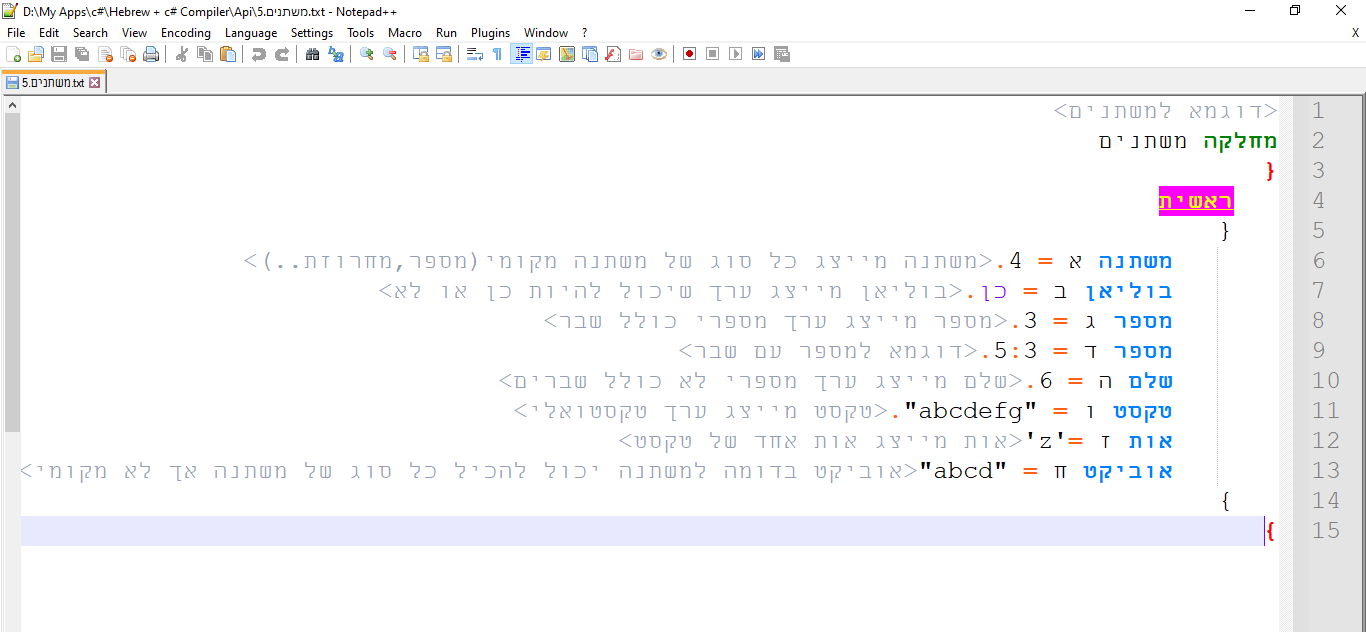 D:\My Apps\c#\Hebrew + c# Compiler\Api\5.משתנים.txt - Notepad++
File Edit Search View Encoding Language Settings Tools Macro Run Plugins Window ? X
5.משתנים.txt
1 <דוגמא למשתנים>
2 מחלקה משתנים
3 {
4 ראשית
5 {
6 משתנה א = 4.<משתנה מייצג כל סוג של משתנה מקומי(מספר,מחרוזת..)>
7 בוליאן ב = כן.<בוליאן מייצג ערך שיכול להיות כן או לא>
8 מספר ג = 3.<מספר מייצג ערך מספרי כולל שבר>
9 מספר ד = 5:3.<דוגמא למספר עם שבר>
10 שלם ה = 6.<שלם מייצג ערך מספרי לא כולל שברים>
11 טקסט ו = "abcdefg".<טקסט מייצג ערך טקסטואלי>
12 אות ז ='z'<אות מייצג אות אחד של טקסט>
13 אוביקט ח = "abcd"<אוביקט בדומה למשתנה יכול להכיל כל סוג של משתנה אך לא מקומי>
14 }
15 }